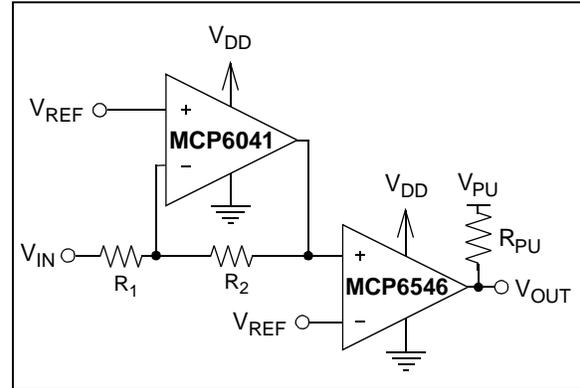 V_DD
V_REF
+
MCP6041
−
V_DD
V_PU
V_IN
R_1
R_2
+
R_PU
MCP6546
V_OUT
V_REF
−